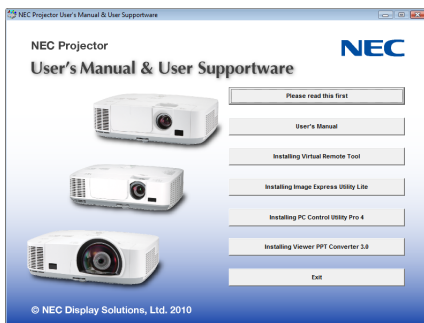 NEC Projector User's Manual & User Supportware
NEC Projector
NEC
User's Manual & User Supportware
Please read this first
User's Manual
Installing Virtual Remote Tool
Installing Image Express Utility Lite
Installing PC Control Utility Pro 4
Installing Viewer PPT Converter 3.0
Exit
© NEC Display Solutions, Ltd. 2010